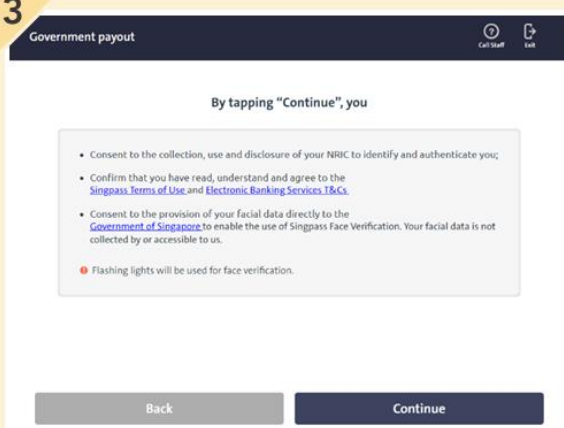 3
Government payout
Call Staff
Exit
By tapping “Continue”, you
• Consent to the collection, use and disclosure of your NRIC to identify and authenticate you;
• Confirm that you have read, understand and agree to the
Singpass Terms of Use and Electronic Banking Services T&Cs
• Consent to the provision of your facial data directly to the
Government of Singapore to enable the use of Singpass Face Verification. Your facial data is not
collected by or accessible to us.
Flashing lights will be used for face verification.
Back
Continue